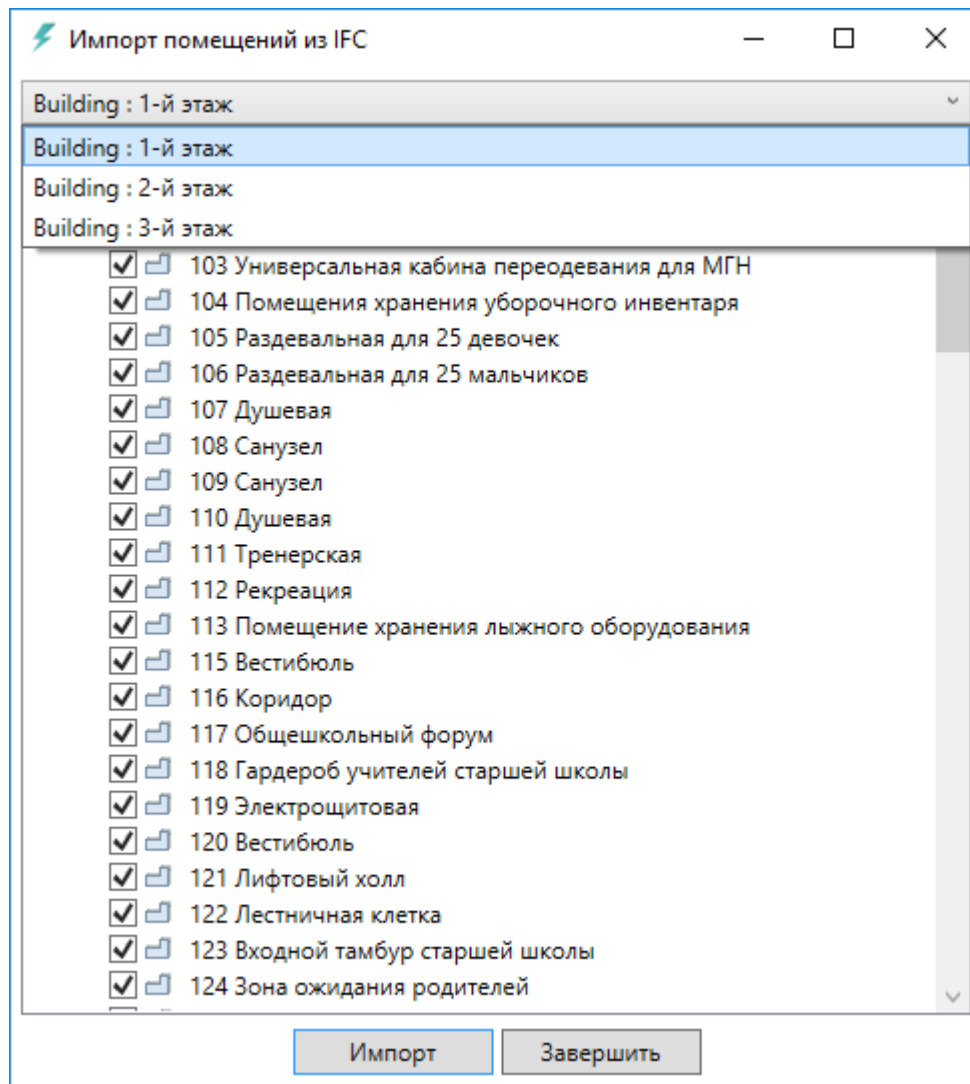 Импорт помещений из IFC
Building : 1-й этаж
Building : 1-й этаж
Building : 2-й этаж
Building : 3-й этаж
103 Универсальная кабина переодевания для МГН
104 Помещения хранения уборочного инвентаря
105 Раздевальная для 25 девочек
106 Раздевальная для 25 мальчиков
107 Душевая
108 Санузел
109 Санузел
110 Душевая
111 Тренерская
112 Рекреация
113 Помещение хранения лыжного оборудования
115 Вестибюль
116 Коридор
117 Общешкольный форум
118 Гардероб учителей старшей школы
119 Электрощитовая
120 Вестибюль
121 Лифтовый холл
122 Лестничная клетка
123 Входной тамбур старшей школы
124 Зона ожидания родителей
Импорт Завершить